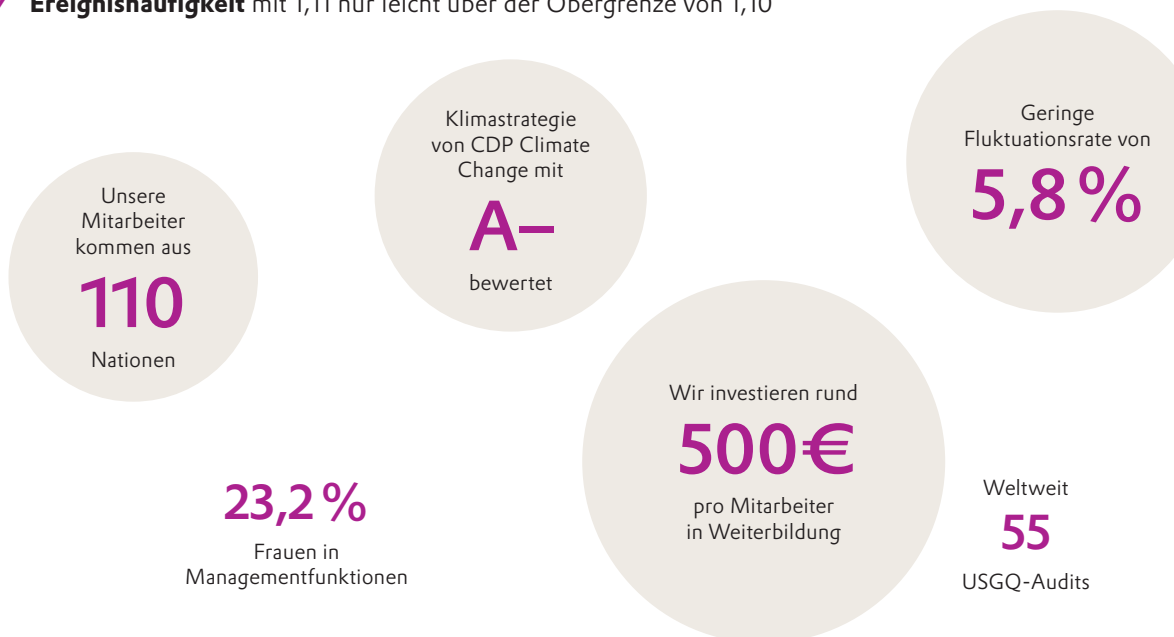 Ereignishäufigkeit mit 1,11 nur leicht über der Obergrenze von 1,10
Unsere
Mitarbeiter
kommen aus
110
Nationen
Klimastrategie
von CDP Climate
Change mit
A–
bewertet
Geringe
Fluktuationsrate von
5,8 %
23,2 %
Frauen in
Managementfunktionen
Wir investieren rund
500 €
pro Mitarbeiter
in Weiterbildung
Weltweit
55
USGQ-Audits